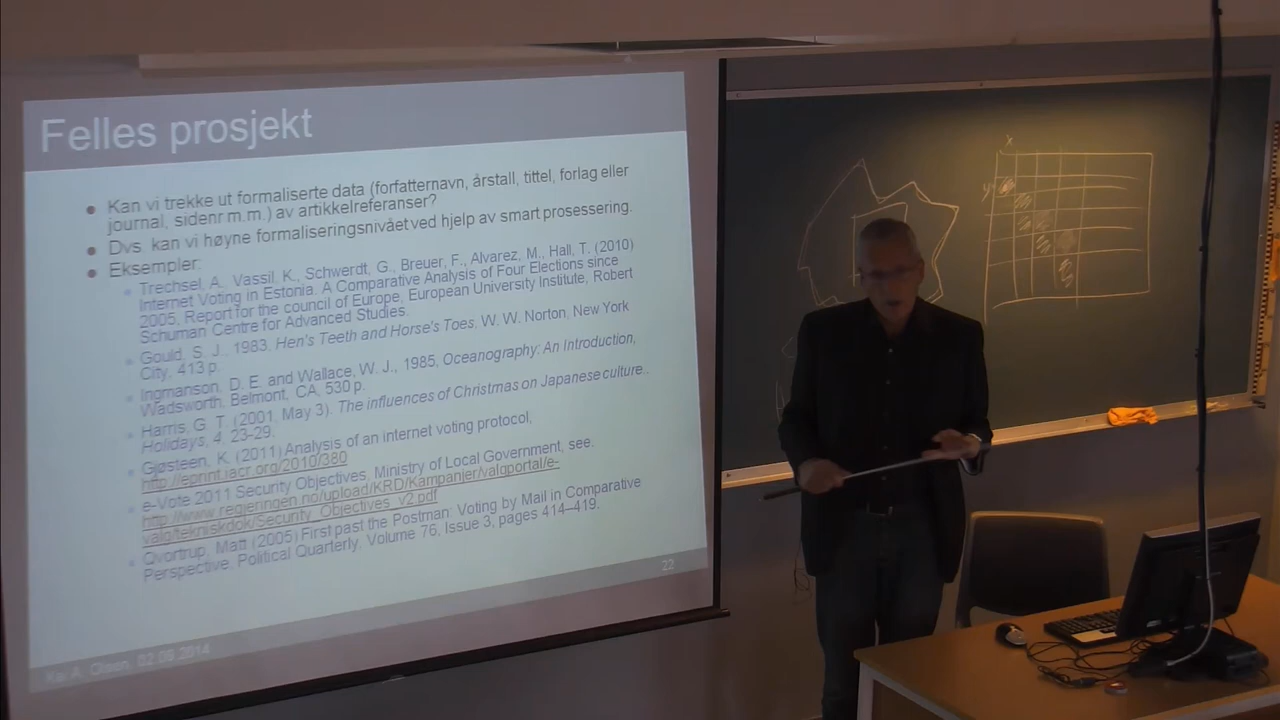 Felles prosjekt
Kan vi trekke ut formaliserte data (forfatternavn, årstall, tittel, forlag eller
journal, sidenr m.m.) av artikkelreferanser?
Dvs. kan vi høyne formaliseringsnivået ved hjelp av smart prosessering.
Eksempler:
Trechsel, A., Vassil, K., Schwerdt, G., Breuer, F., Alvarez, M., Hall, T. (2010)
Internet Voting in Estonia. A Comparative Analysis of Four Elections since
2005, Report for the council of Europe, European University Institute, Robert
Schuman Centre for Advanced Studies.
Gould, S. J., 1983, Hen's Teeth and Horse's Toes, W. W. Norton, New York
City, 413 p.
Ingmanson, D. E. and Wallace, W. J., 1985, Oceanography: An Introduction,
Wadsworth, Belmont, CA, 530 p.
Harris, G. T. (2001, May 3). The influences of Christmas on Japanese culture..
Holidays, 4, 23-29.
Gjøsteen, K. (2011) Analysis of an internet voting protocol,
http://eprint.iacr.org/2010/380
e-Vote 2011 Security Objectives, Ministry of Local Government, see.
http://www.regjeringen.no/upload/KRD/Kampanjer/valgportal/e-
valg/tekniskdok/Security_Objectives_v2.pdf
Qvortrup, Matt (2005) First past the Postman: Voting by Mail in Comparative
Perspective, Political Quarterly, Volume 76, Issue 3, pages 414–419.
22
Kai A. Olsen, 02.09.2014
x
y